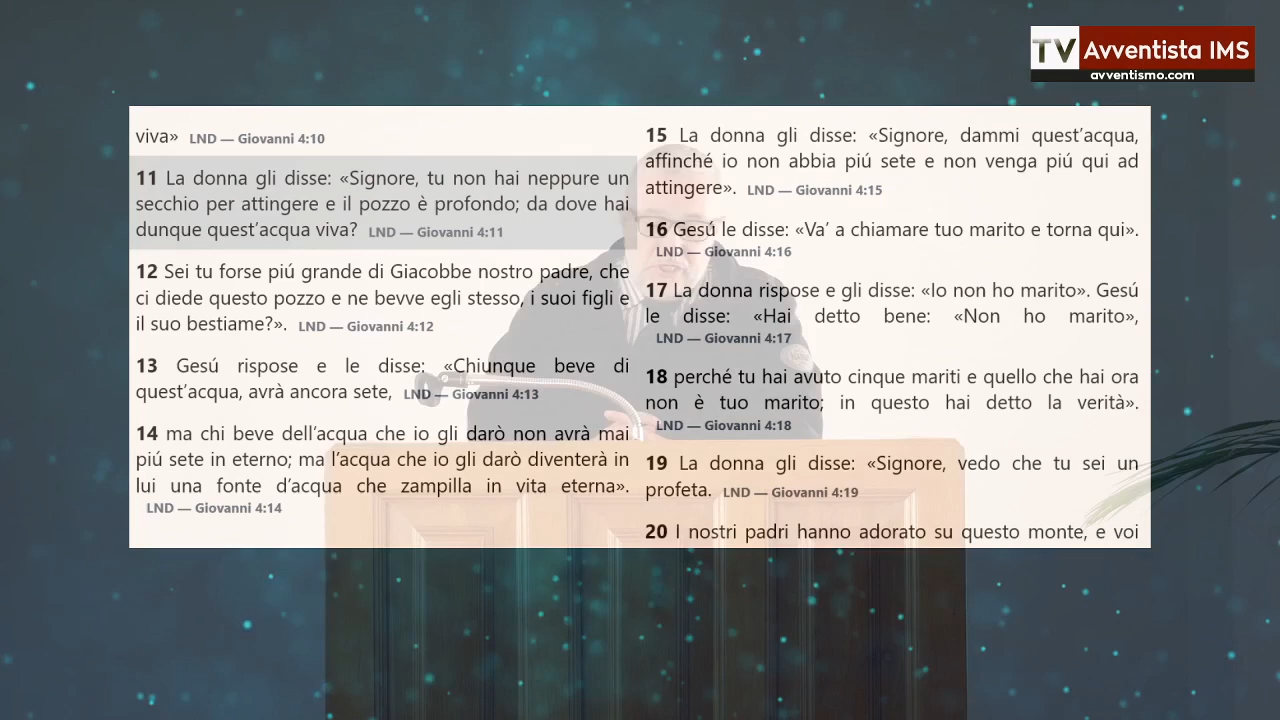 TV Avventista IMS
avventismo.com
viva» LND — Giovanni 4:10
11 La donna gli disse: «Signore, tu non hai neppure un
secchio per attingere e il pozzo è profondo; da dove hai
dunque quest’acqua viva? LND — Giovanni 4:11
12 Sei tu forse piú grande di Giacobbe nostro padre, che
ci diede questo pozzo e ne bevve egli stesso, i suoi figli e
il suo bestiame?». LND — Giovanni 4:12
13 Gesú rispose e le disse: «Chiunque beve di
quest’acqua, avrà ancora sete, LND — Giovanni 4:13
14 ma chi beve dell’acqua che io gli darò non avrà mai
piú sete in eterno; ma l’acqua che io gli darò diventerà in
lui una fonte d’acqua che zampilla in vita eterna».
LND — Giovanni 4:14
15 La donna gli disse: «Signore, dammi quest’acqua,
affinché io non abbia piú sete e non venga piú qui ad
attingere». LND — Giovanni 4:15
16 Gesú le disse: «Va’ a chiamare tuo marito e torna qui».
LND — Giovanni 4:16
17 La donna rispose e gli disse: «Io non ho marito». Gesú
le disse: «Hai detto bene: «Non ho marito»,
LND — Giovanni 4:17
18 perché tu hai avuto cinque mariti e quello che hai ora
non è tuo marito; in questo hai detto la verità».
LND — Giovanni 4:18
19 La donna gli disse: «Signore, vedo che tu sei un
profeta. LND — Giovanni 4:19
20 I nostri padri hanno adorato su questo monte, e voi